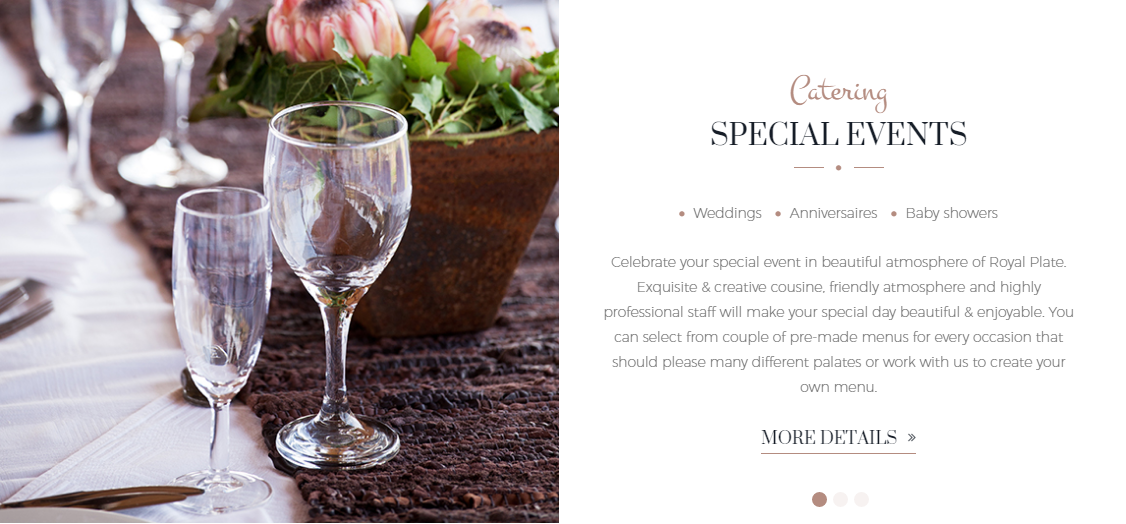 Catering
SPECIAL EVENTS
• Weddings • Anniversaires • Baby showers
Celebrate your special event in beautiful atmosphere of Royal Plate.
Exquisite & creative cousine, friendly atmosphere and highly
professional staff will make your special day beautiful & enjoyable. You
can select from couple of pre-made menus for every occasion that
should please many different palates or work with us to create your
own menu.
MORE DETAILS »